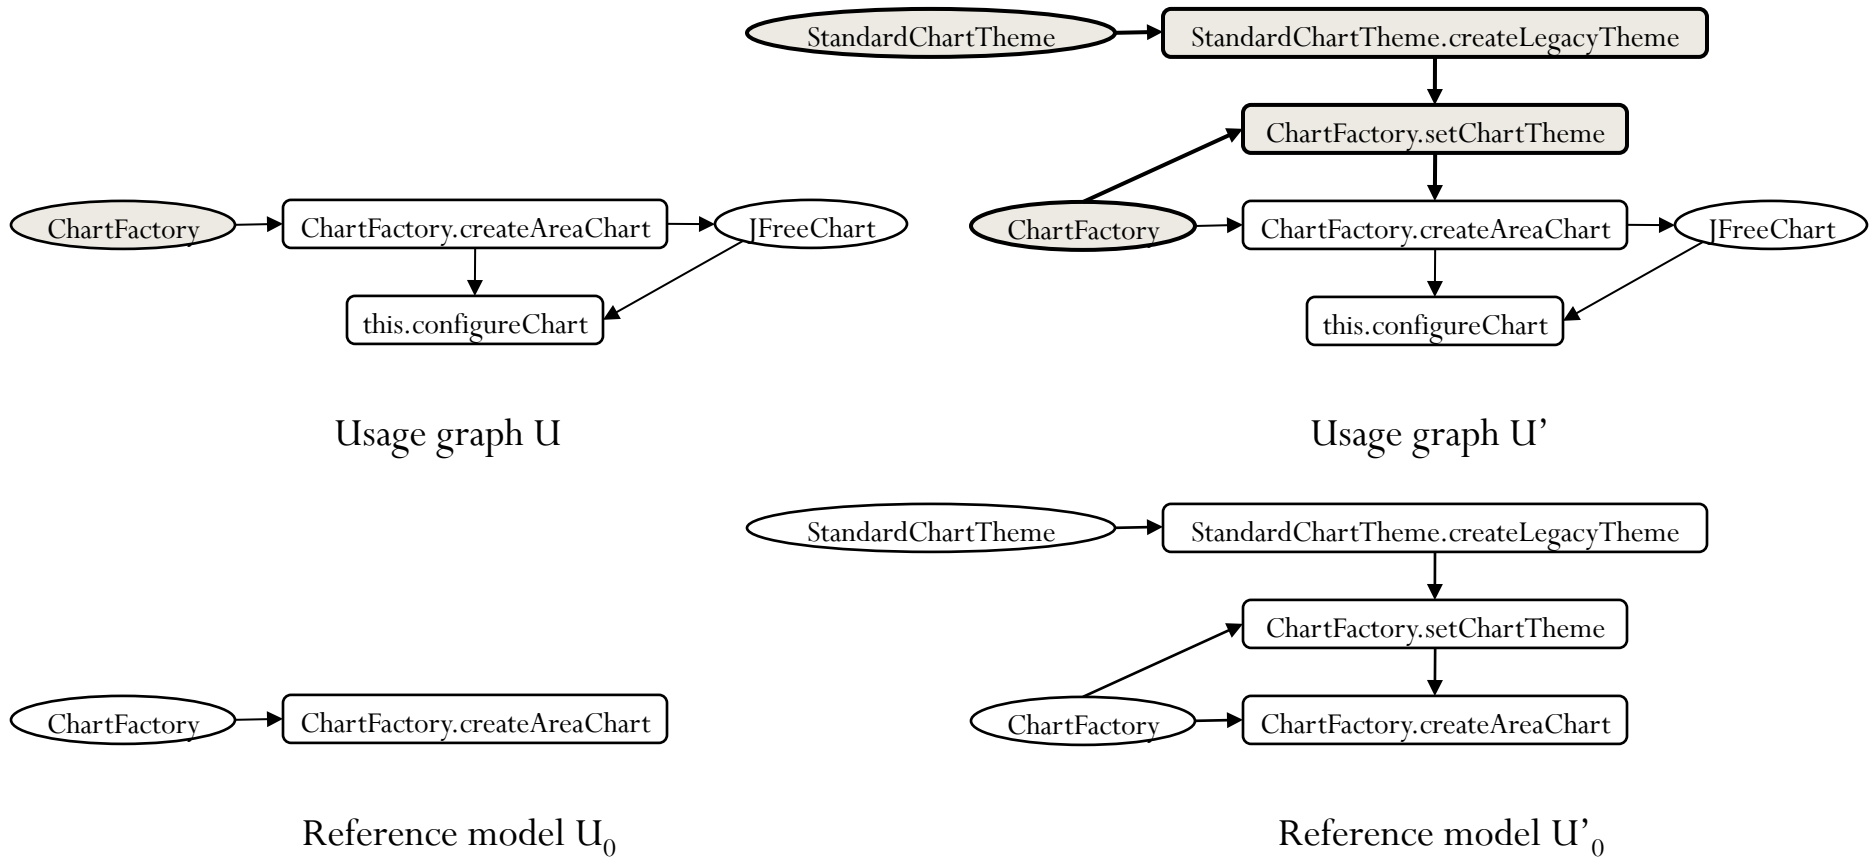 StandardChartTheme
StandardChartTheme.createLegacyTheme
ChartFactory.setChartTheme
ChartFactory
ChartFactory.createAreaChart
JFreeChart
ChartFactory
ChartFactory.createAreaChart
JFreeChart
this.configureChart
this.configureChart
Usage graph U
Usage graph U’
StandardChartTheme
StandardChartTheme.createLegacyTheme
ChartFactory.setChartTheme
ChartFactory
ChartFactory.createAreaChart
ChartFactory
ChartFactory.createAreaChart
Reference model U0
Reference model U’0